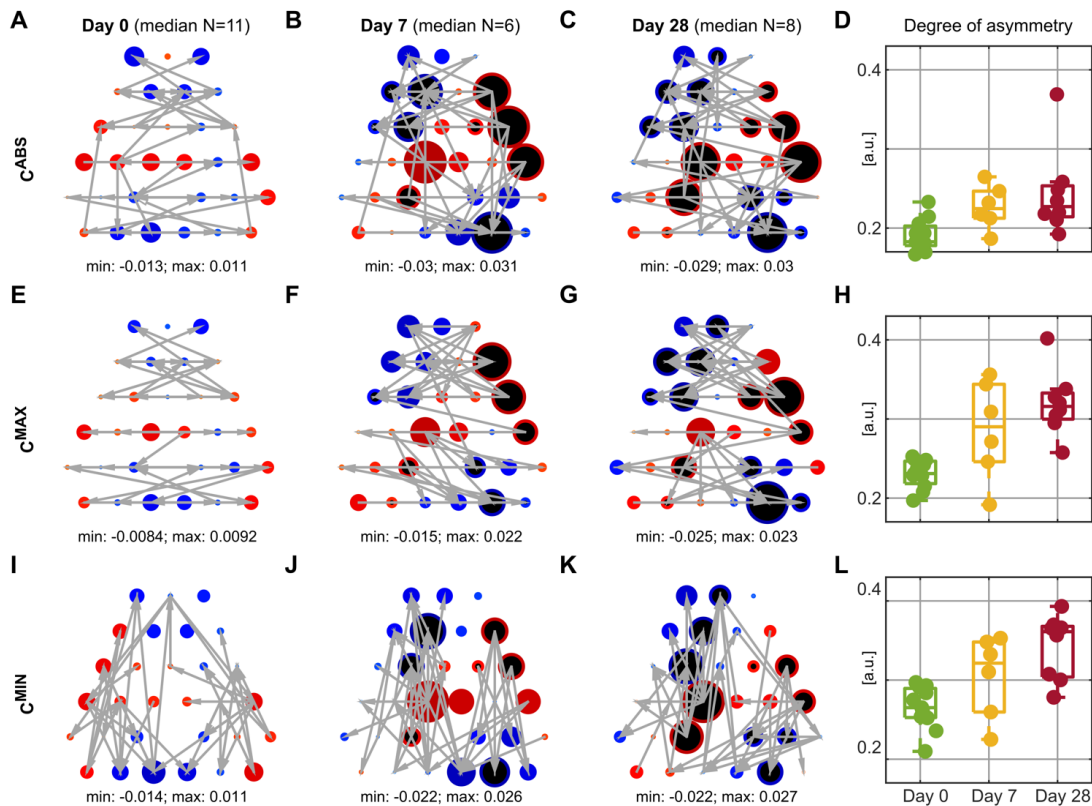 A Day 0 (median N=11) B Day 7 (median N=6) C Day 28 (median N=8) D Degree of asymmetry
C^ABS
min: -0.013; max: 0.011 min: -0.03; max: 0.031 min: -0.029; max: 0.03
0.4
[a.u.]
0.2
E F G H
C^MAX
min: -0.0084; max: 0.0092 min: -0.015; max: 0.022 min: -0.025; max: 0.023
0.4
[a.u.]
0.2
I J K L
C^MIN
min: -0.014; max: 0.011 min: -0.022; max: 0.026 min: -0.022; max: 0.027
0.4
[a.u.]
0.2
Day 0 Day 7 Day 28